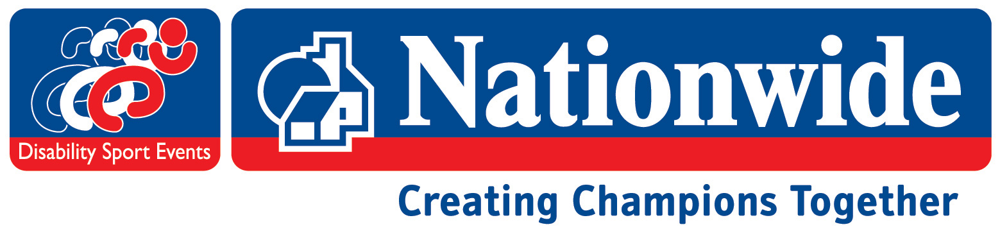 Disability Sport Events
Nationwide
Creating Champions Together